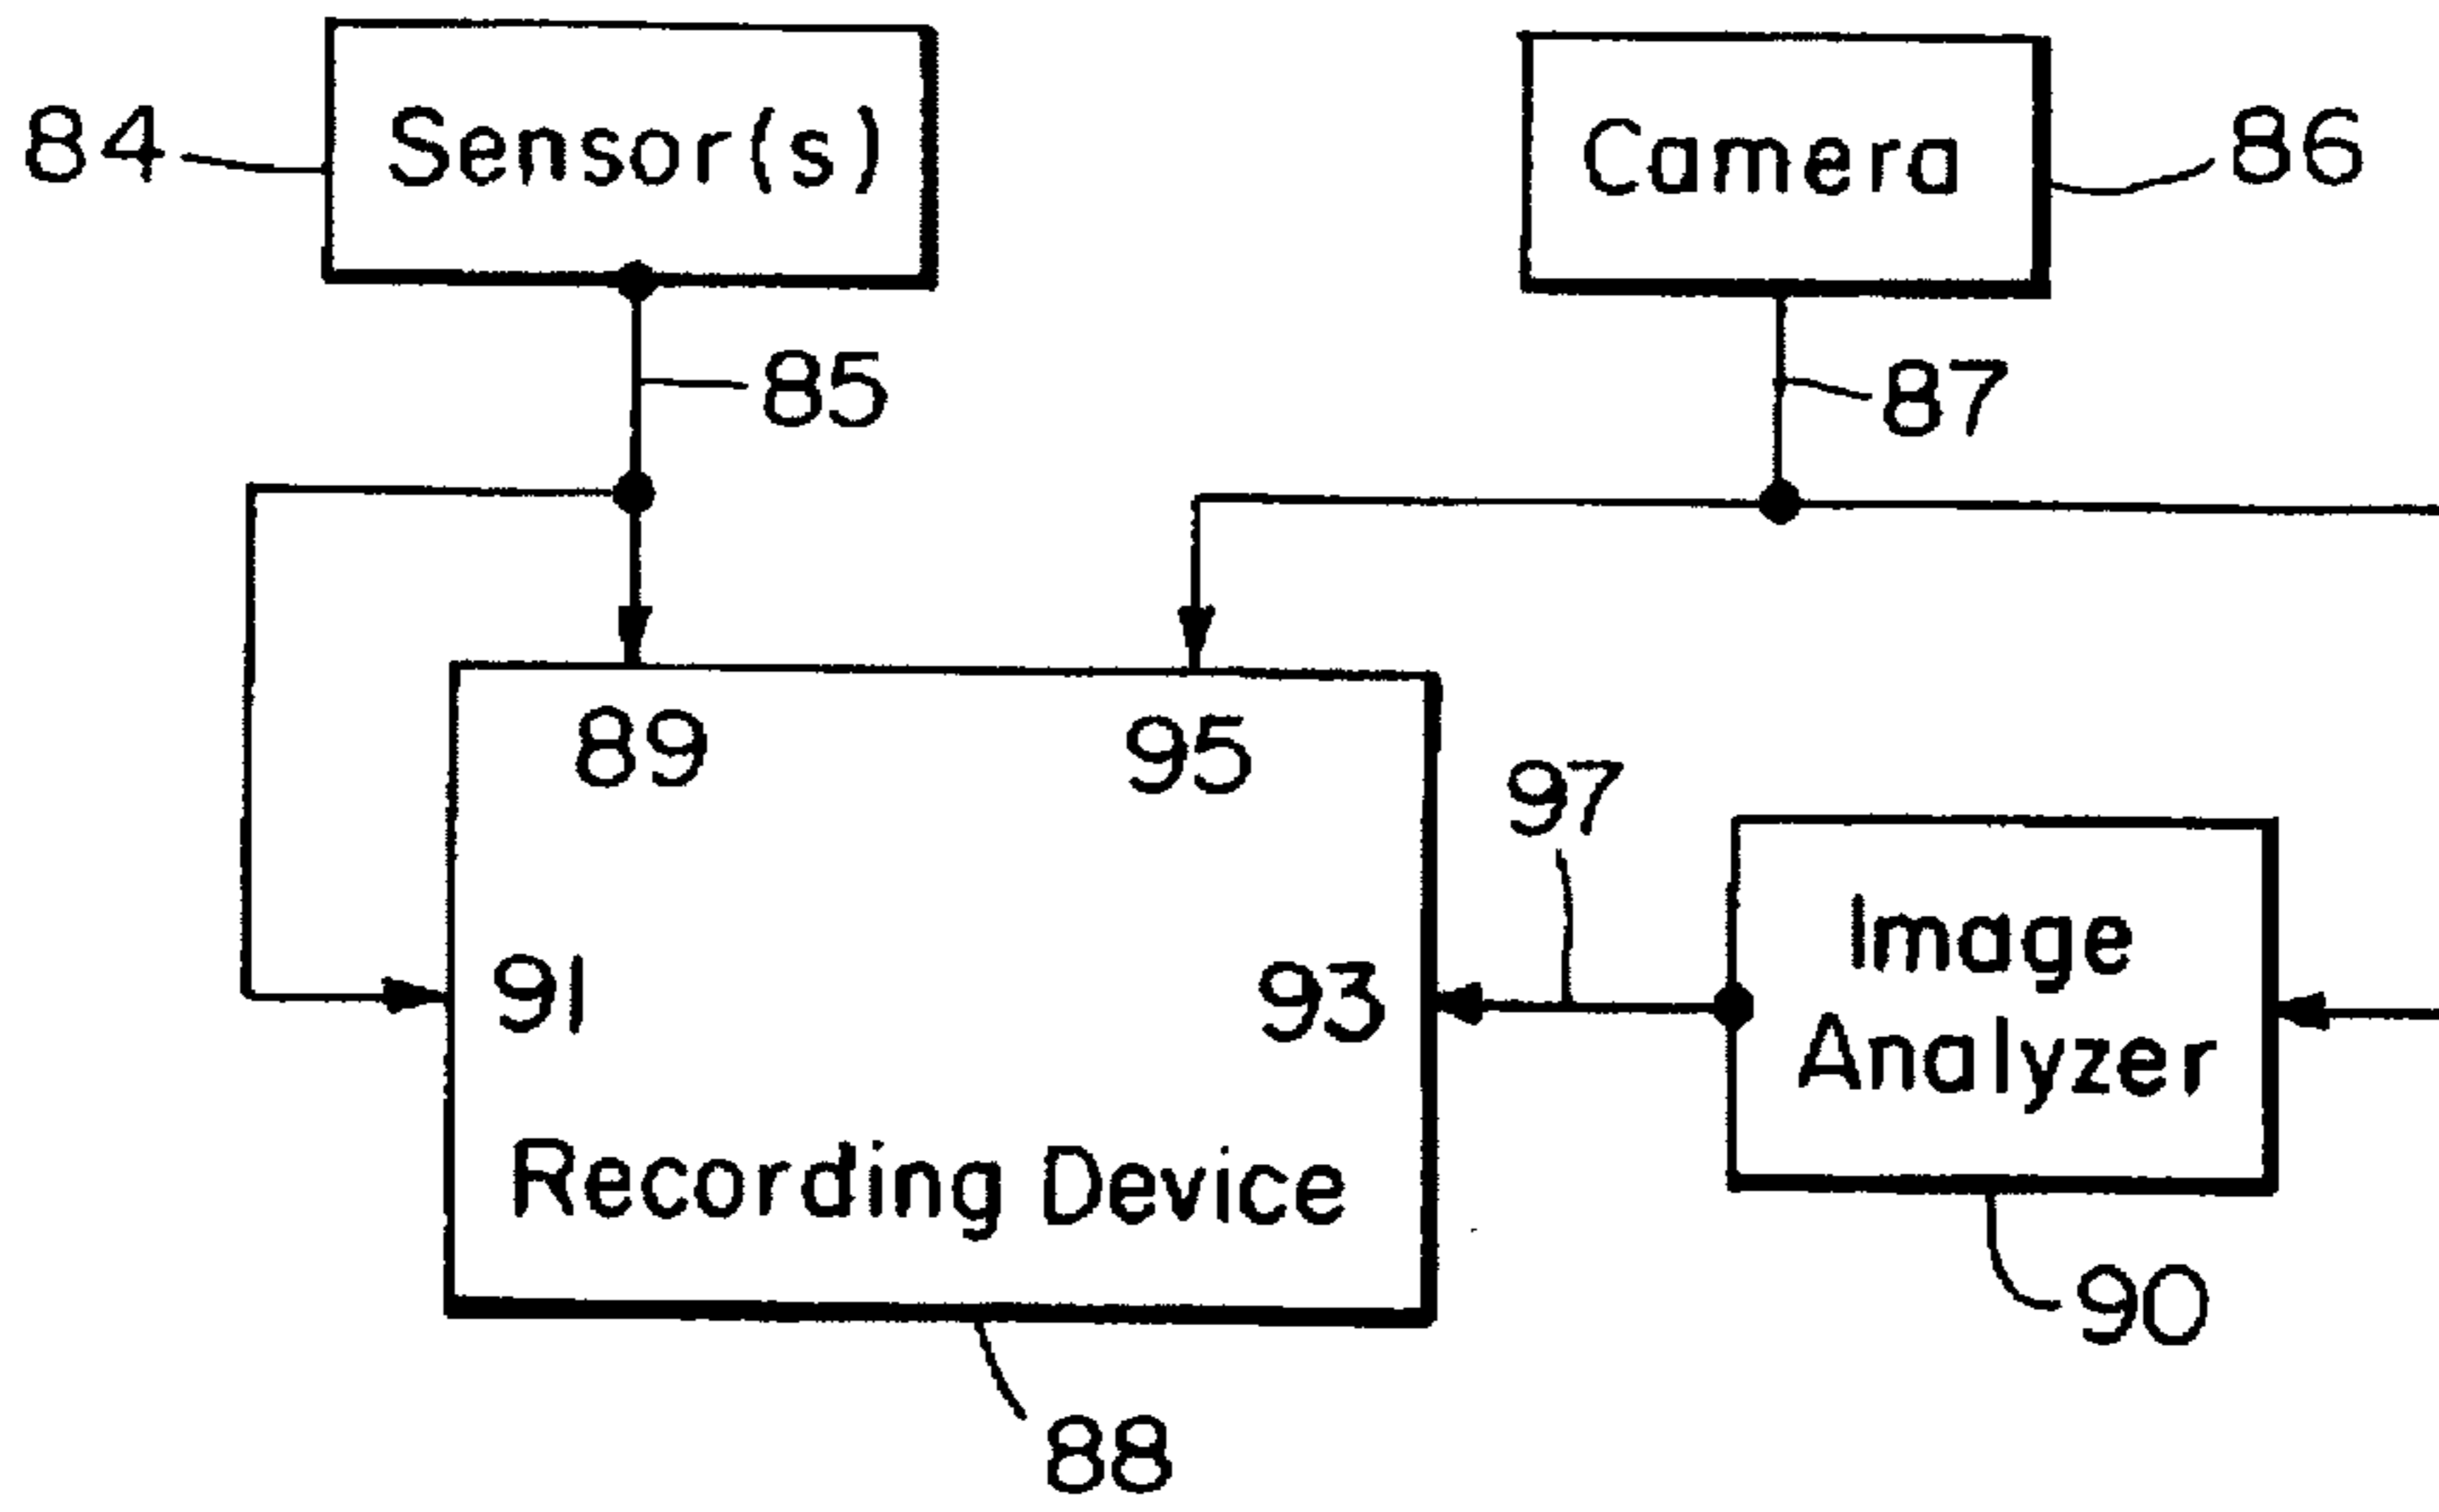 84
Sensor(s)
Camera
86
85
87
89
95
97
91
93
Image
Analyzer
Recording Device
90
88